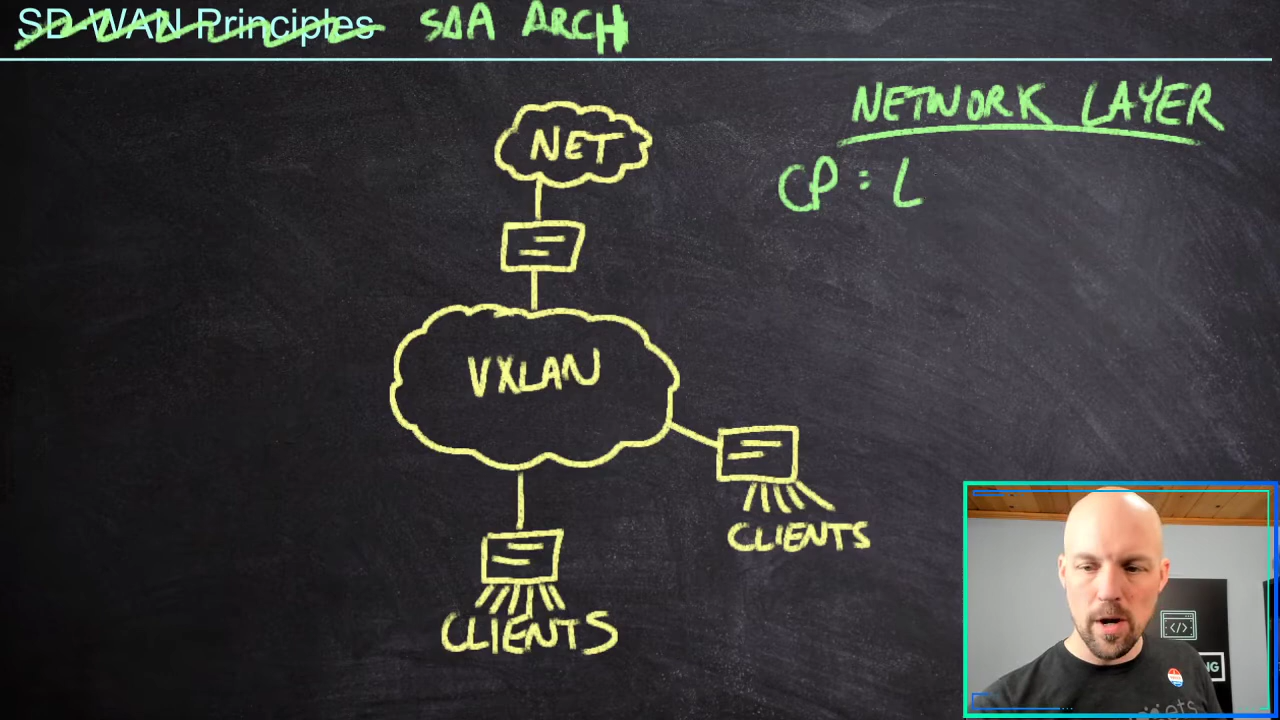 SD-WAN Principles SDA ARCH
NETWORK LAYER
CP: L
NET
VXLAN
CLIENTS
CLIENTS